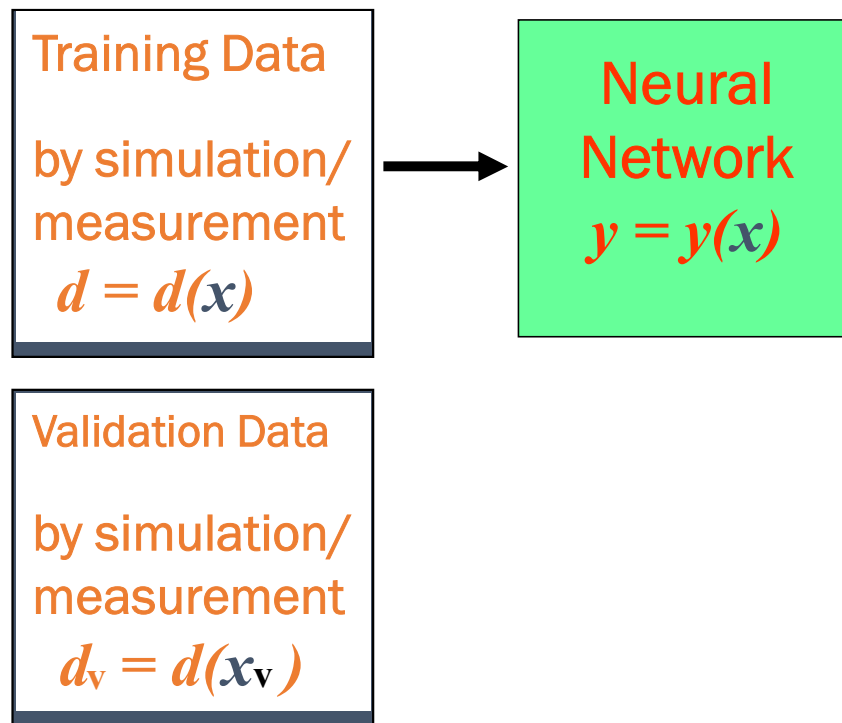 Training Data
by simulation/
measurement
d = d(x)
Neural
Network
y = y(x)
Validation Data
by simulation/
measurement
dv = d(xv )